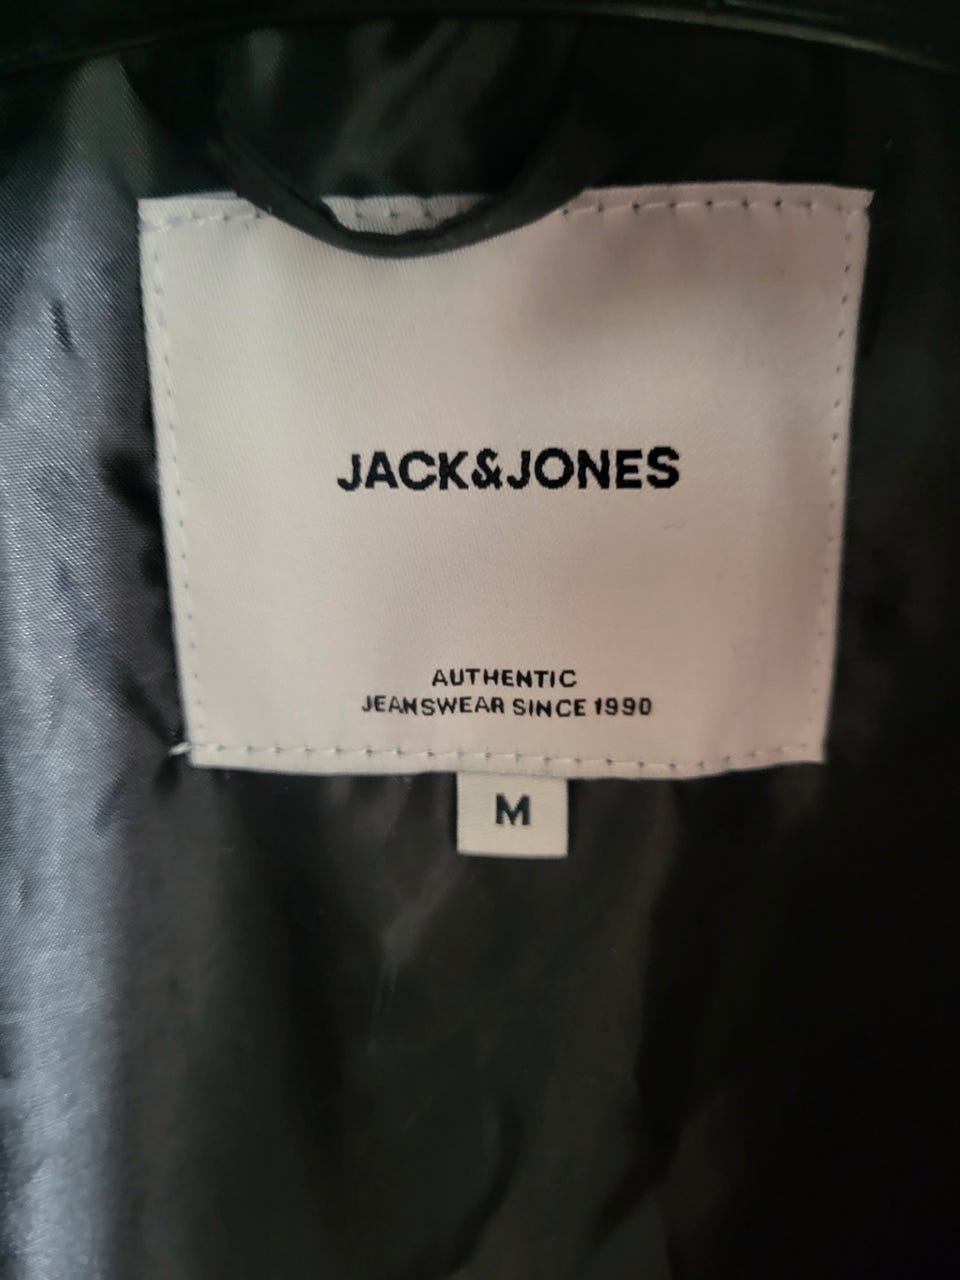 JACK&JONES
AUTHENTIC
JEANSWEAR SINCE 1990
M